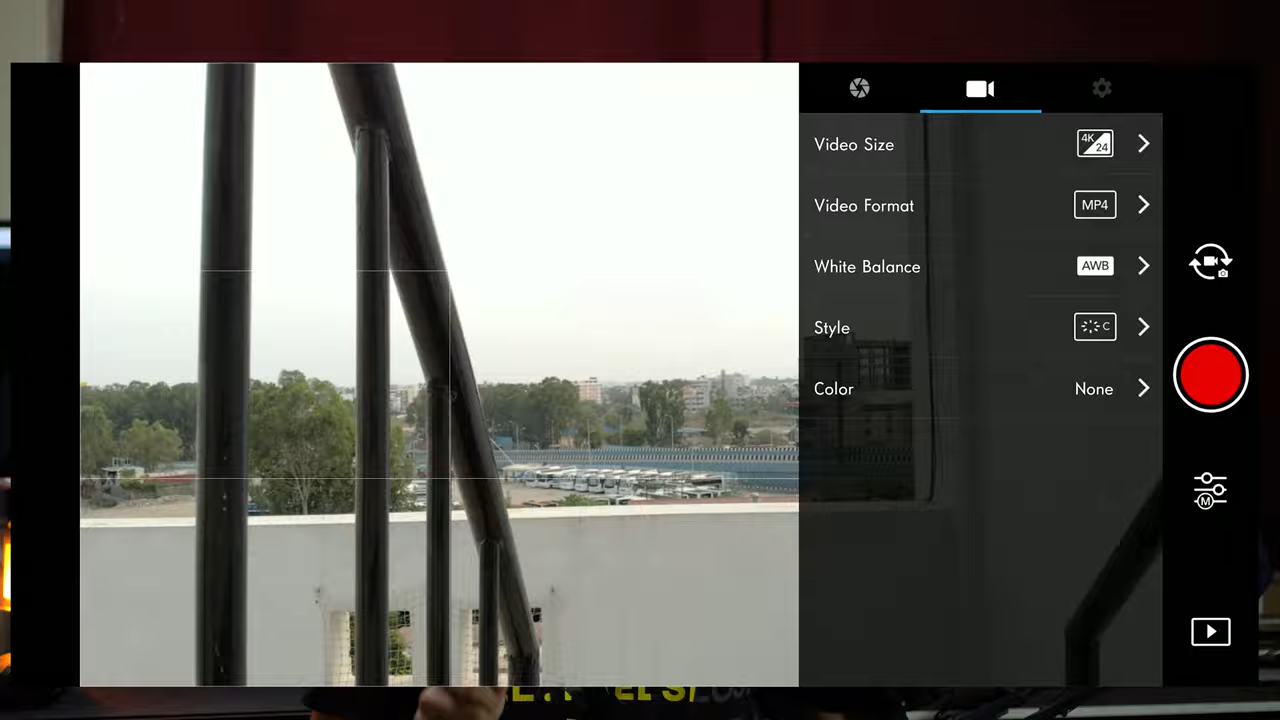 Video Size
4K
24
Video Format
MP4
White Balance
AWB
Style
C
Color
None
M